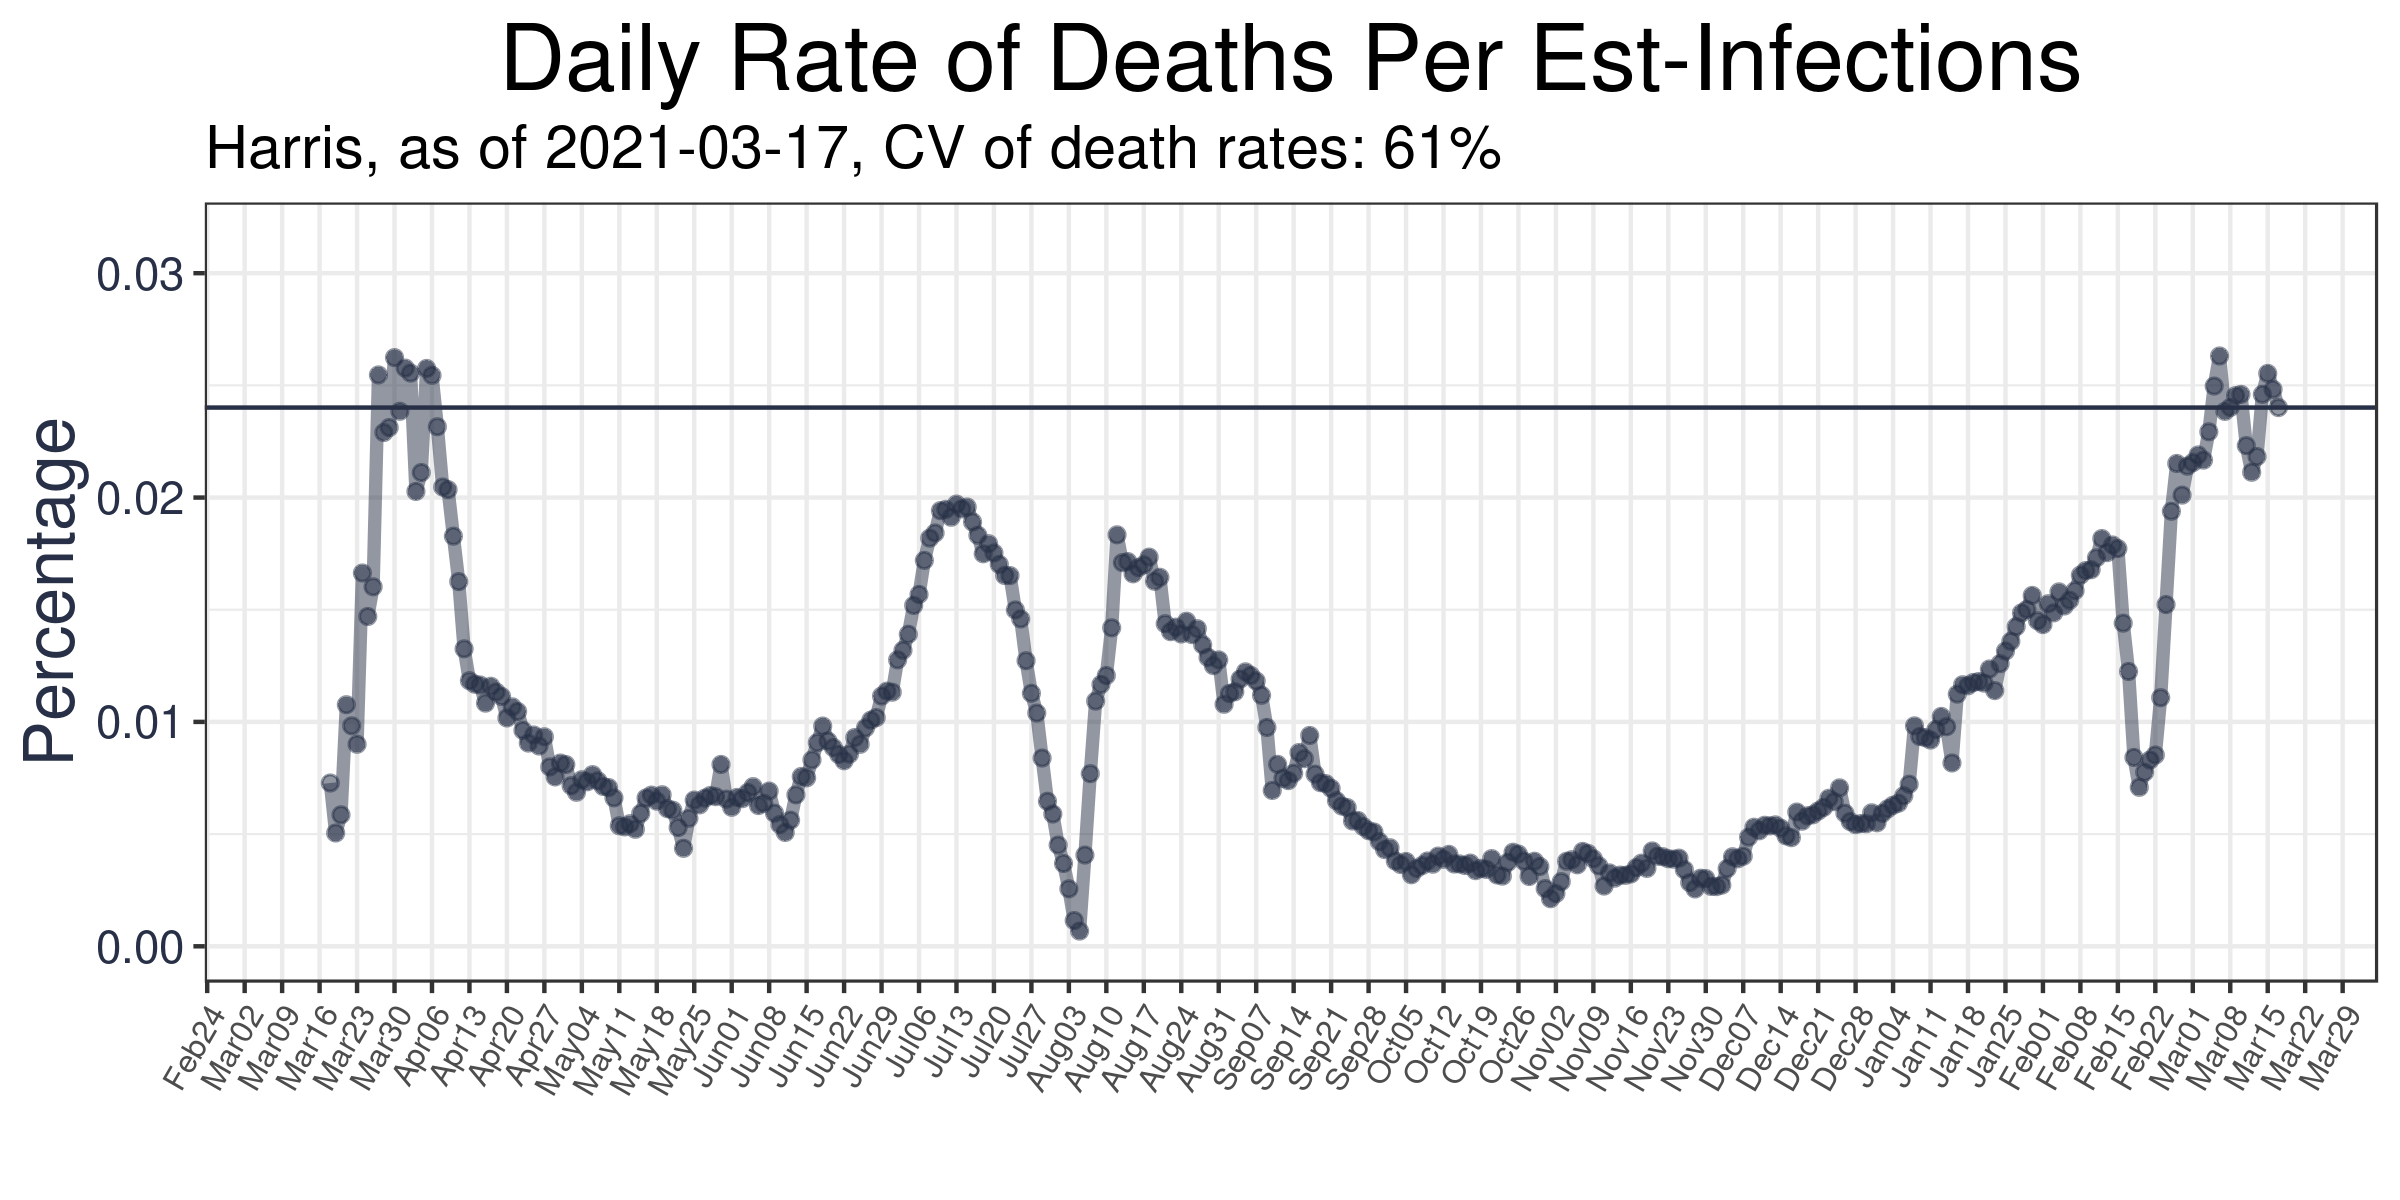 Daily Rate of Deaths Per Est-Infections
Harris, as of 2021-03-17, CV of death rates: 61%
Percentage
0.03
0.02
0.01
0.00
Feb24
Mar02
Mar09
Mar16
Mar23
Mar30
Apr06
Apr13
Apr20
Apr27
May04
May11
May18
May25
Jun01
Jun08
Jun15
Jun22
Jun29
Jul06
Jul13
Jul20
Jul27
Aug03
Aug10
Aug17
Aug24
Aug31
Sep07
Sep14
Sep21
Sep28
Oct05
Oct12
Oct19
Oct26
Nov02
Nov09
Nov16
Nov23
Nov30
Dec07
Dec14
Dec21
Dec28
Jan04
Jan11
Jan18
Jan25
Feb01
Feb08
Feb15
Feb22
Mar01
Mar08
Mar15
Mar22
Mar29